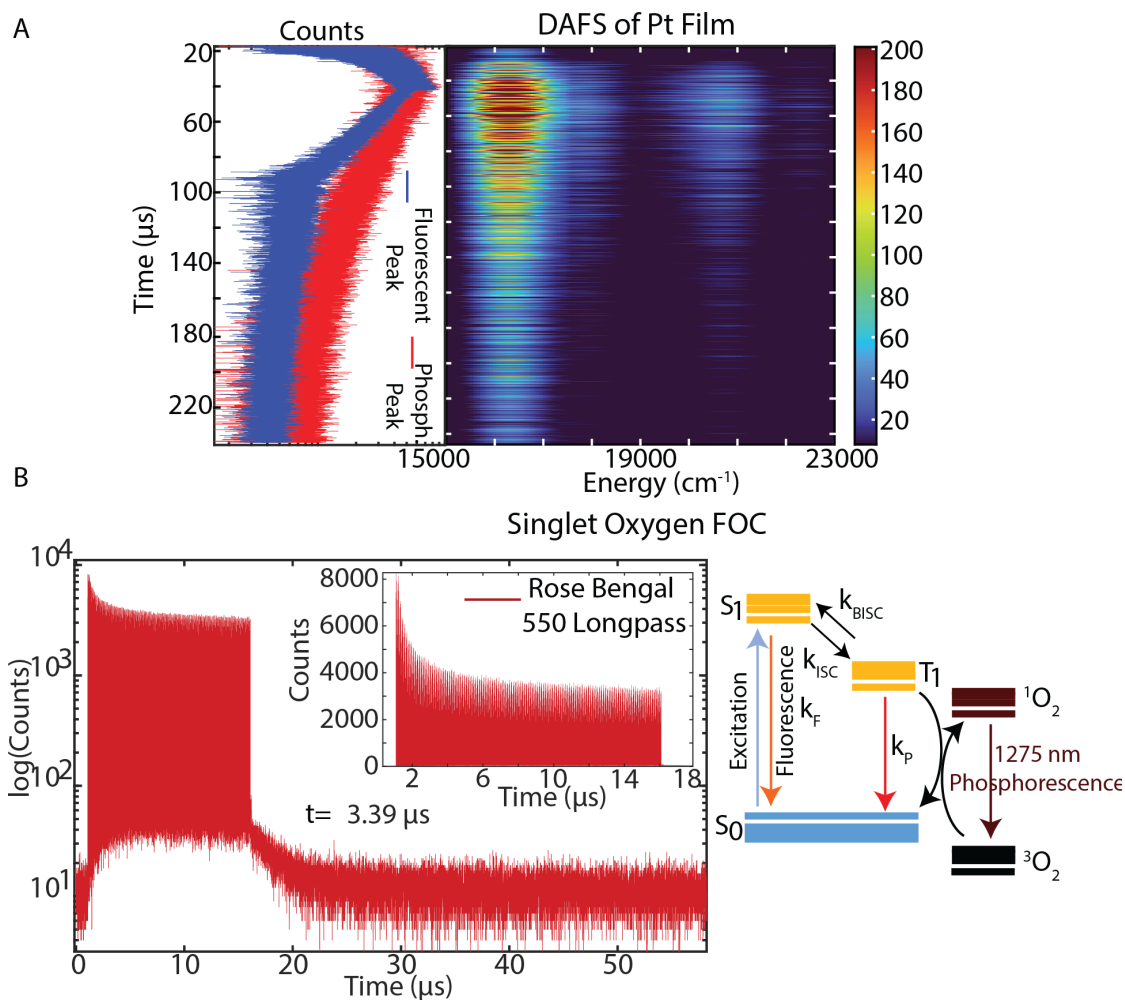 A
Counts
DAFS of Pt Film
20
60
100
140
180
220
Time (µs)
Fluorescent
Peak
Phosph.
Peak
15000
19000
23000
Energy (cm⁻¹)
200
180
160
140
120
100
80
60
40
20
B
Singlet Oxygen FOC
10⁴
10³
10²
10¹
log(Counts)
0
10
20
30
40
50
Time (µs)
t= 3.39 µs
8000
6000
4000
2000
0
Counts
Rose Bengal
550 Longpass
2
6
10
14
18
Time (µs)
S1
k_BISC
k_ISC
T1
Excitation
Fluorescence
k_F
k_P
¹O₂
1275 nm
Phosphorescence
S0
³O₂